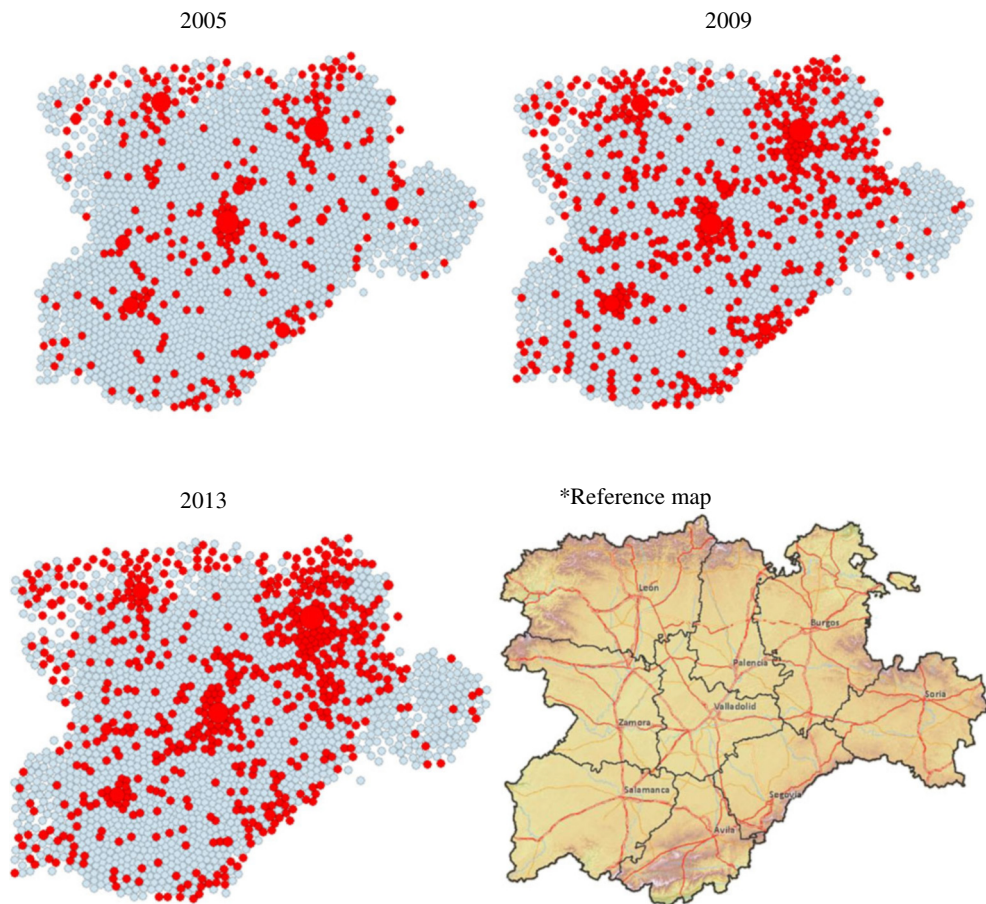 2005
2009
2013
*Reference map
León
Burgos
Palencia
Soria
Valladolid
Zamora
Salamanca
Segovia
Ávila